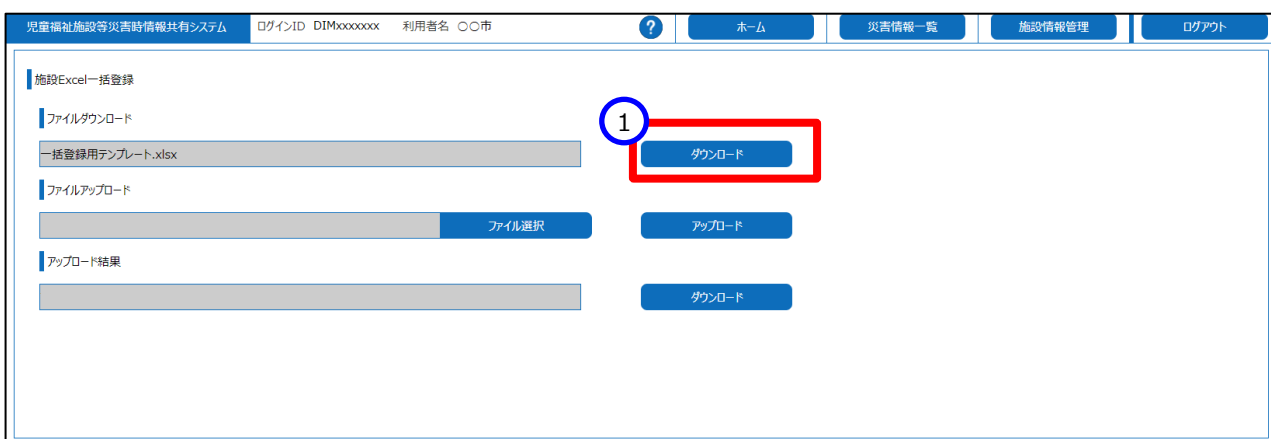 児童福祉施設等災害時情報共有システム ログインID DIMxxxxxxx 利用者名 〇〇市 ? ホーム 災害情報一覧 施設情報管理 ログアウト
施設Excel一括登録
ファイルダウンロード
1
一括登録用テンプレート.xlsx ダウンロード
ファイルアップロード
ファイル選択 アップロード
アップロード結果
ダウンロード